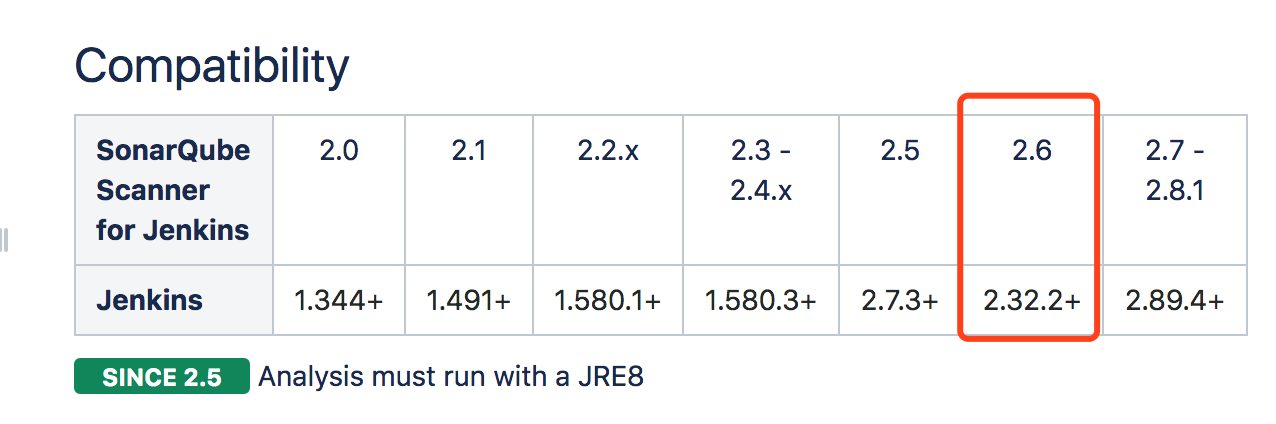 Compatibility
SonarQube 2.0 2.1 2.2.x 2.3 - 2.5 2.6 2.7 -
Scanner 2.4.x 2.8.1
for Jenkins
Jenkins 1.344+ 1.491+ 1.580.1+ 1.580.3+ 2.7.3+ 2.32.2+ 2.89.4+
SINCE 2.5 Analysis must run with a JRE8